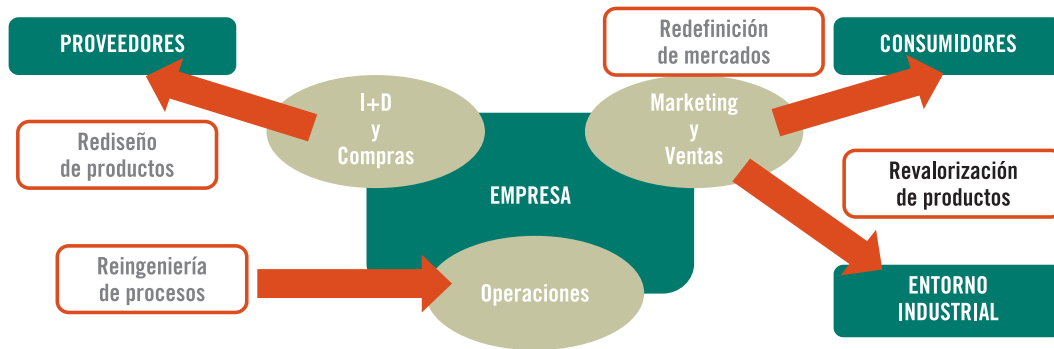 PROVEEDORES
Redefinición
de mercados
CONSUMIDORES
I+D
y
Compras
Marketing
y
Ventas
Rediseño
de productos
EMPRESA
Revalorización
de productos
Reingeniería
de procesos
Operaciones
ENTORNO
INDUSTRIAL